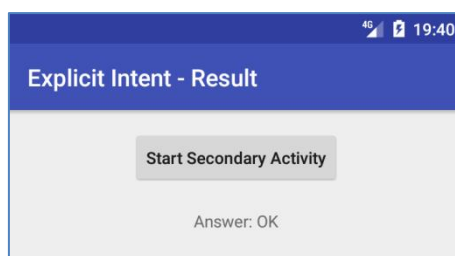 4G 19:40
Explicit Intent - Result
Start Secondary Activity
Answer: OK